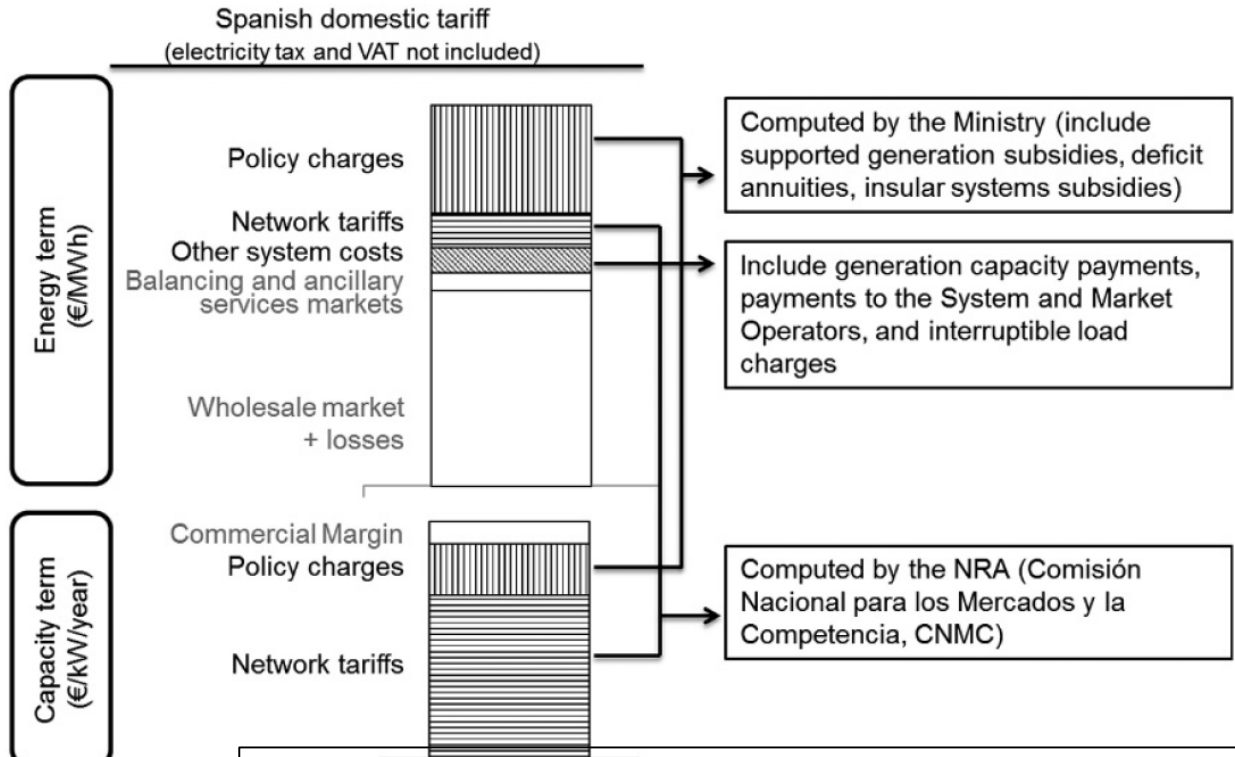 Spanish domestic tariff
(electricity tax and VAT not included)
Energy term
(€/MWh)
Policy charges
Network tariffs
Other system costs
Balancing and ancillary
services markets
Wholesale market
+ losses
Computed by the Ministry (include
supported generation subsidies, deficit
annuities, insular systems subsidies)
Include generation capacity payments,
payments to the System and Market
Operators, and interruptible load
charges
Capacity term
(€/kW/year)
Commercial Margin
Policy charges
Network tariffs
Computed by the NRA (Comisión
Nacional para los Mercados y la
Competencia, CNMC)